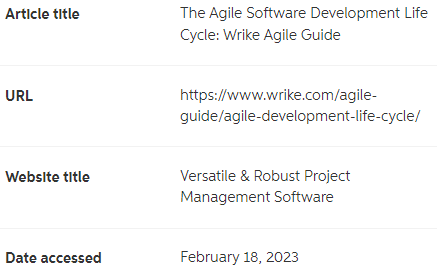 Article title
The Agile Software Development Life
Cycle: Wrike Agile Guide
URL
https://www.wrike.com/agile-
guide/agile-development-life-cycle/
Website title
Versatile & Robust Project
Management Software
Date accessed
February 18, 2023